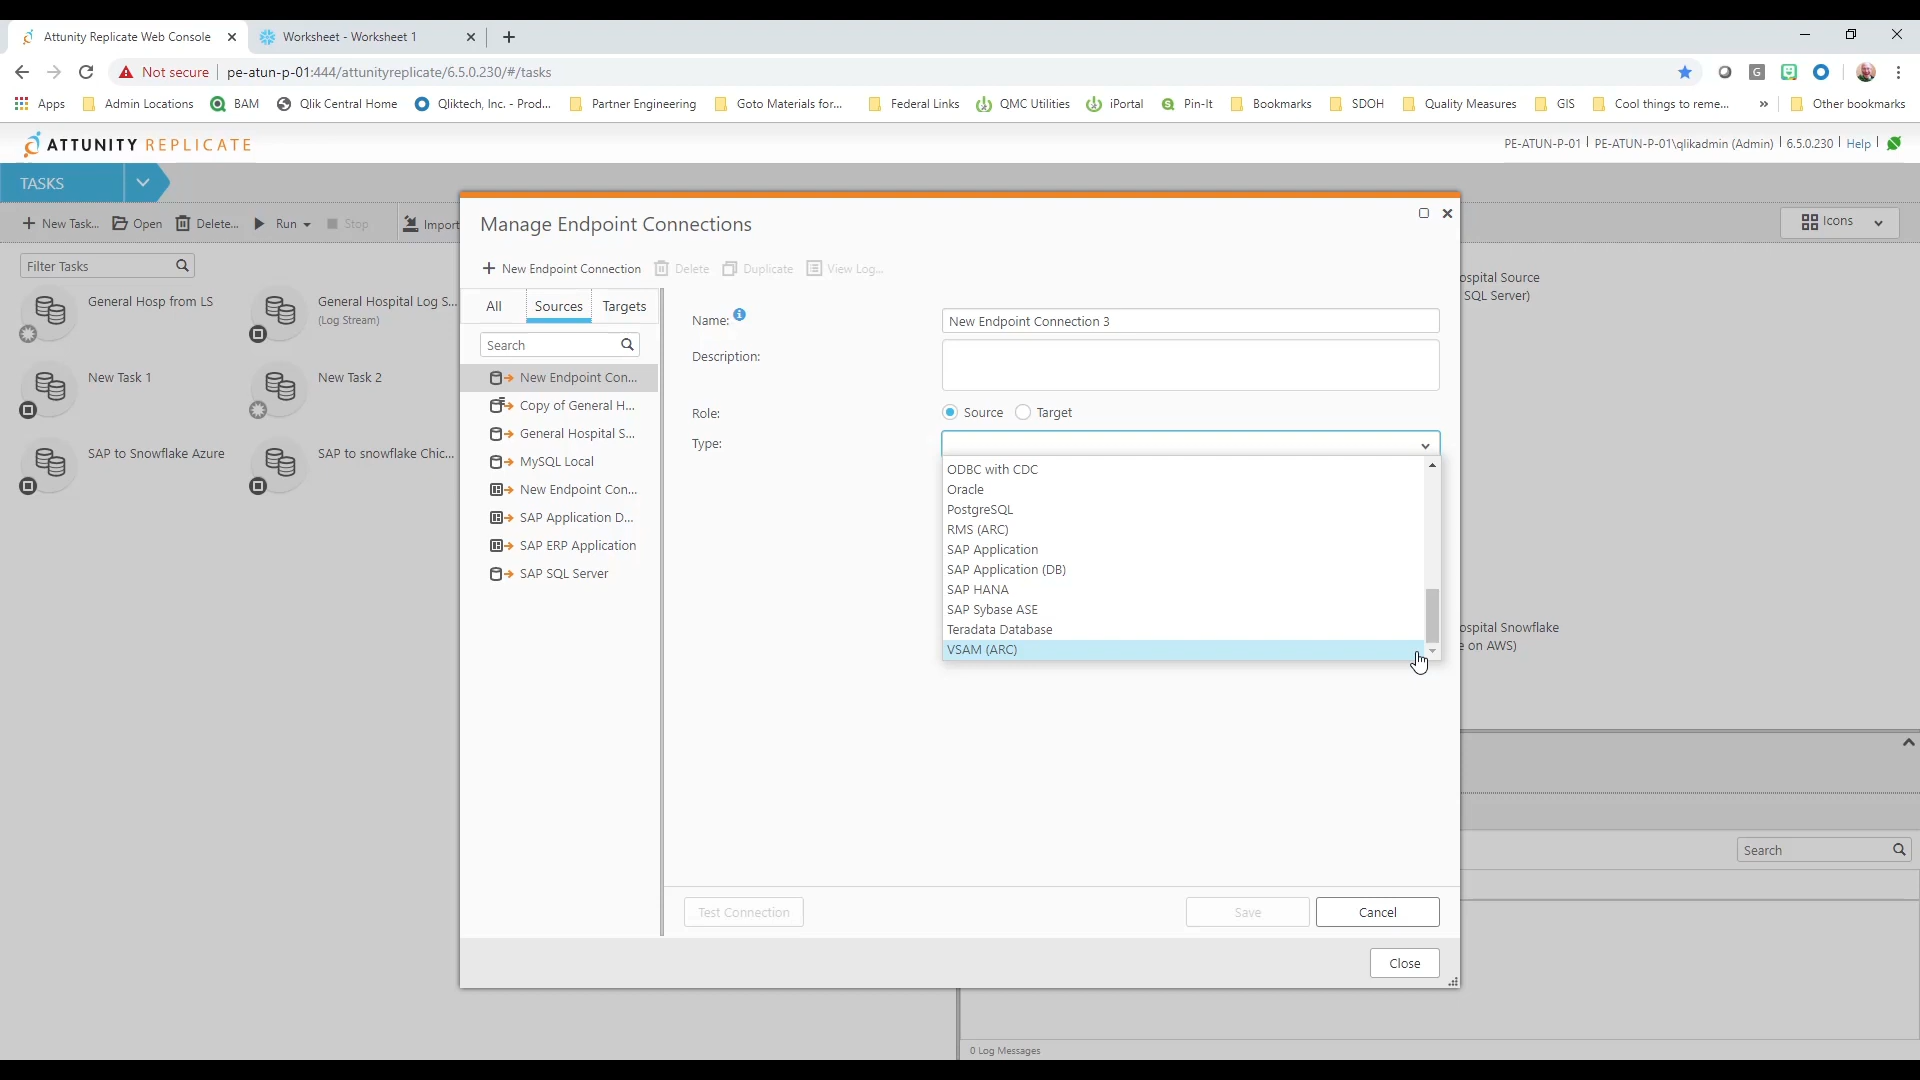 Attunity Replicate Web Console
Worksheet - Worksheet 1
Not secure
pe-atun-p-01:444/attunityreplicate/6.5.0.230/#/tasks
Apps
Admin Locations
BAM
Qlik Central Home
Qliktech, Inc. - Prod...
Partner Engineering
Goto Materials for...
Federal Links
QMC Utilities
iPortal
Pin-It
Bookmarks
SDOH
Quality Measures
GIS
Cool things to reme...
»
Other bookmarks
ATTUNITY REPLICATE
PE-ATUN-P-01
PE-ATUN-P-01\qlikadmin (Admin)
6.5.0.230
Help
TASKS
New Task...
Open
Delete...
Run
Stop
Import
Icons
Filter Tasks
General Hosp from LS
General Hospital Log S...
(Log Stream)
New Task 1
New Task 2
SAP to Snowflake Azure
SAP to snowflake Chic...
Manage Endpoint Connections
New Endpoint Connection
Delete
Duplicate
View Log...
All
Sources
Targets
Search
New Endpoint Con...
Copy of General H...
General Hospital S...
MySQL Local
New Endpoint Con...
SAP Application D...
SAP ERP Application
SAP SQL Server
Name:
New Endpoint Connection 3
Description:
Role:
Source
Target
Type:
ODBC with CDC
Oracle
PostgreSQL
RMS (ARC)
SAP Application
SAP Application (DB)
SAP HANA
SAP Sybase ASE
Teradata Database
VSAM (ARC)
Test Connection
Save
Cancel
Close
ospital Source
SQL Server)
ospital Snowflake
e on AWS)
Search
0 Log Messages